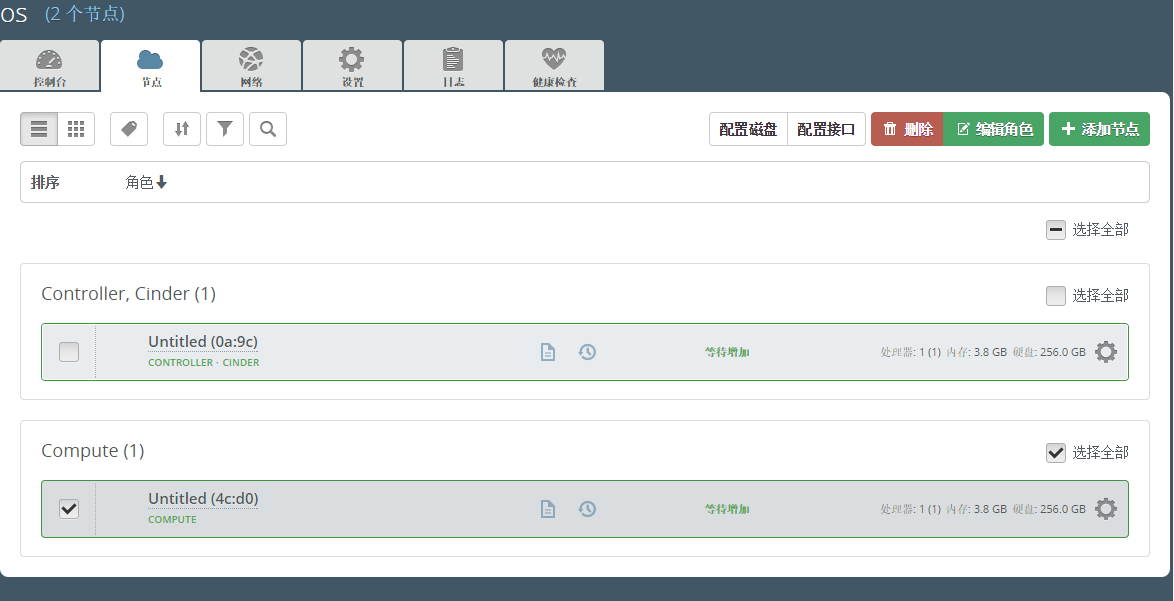 OS (2 个节点)
控制台 节点 网络 设置 日志 健康检查
配置磁盘 配置接口 删除 编辑角色 添加节点
排序 角色
选择全部
Controller, Cinder (1) 选择全部
Untitled (0a:9c)
CONTROLLER · CINDER
等待增加
处理器: 1 (1) 内存: 3.8 GB 硬盘: 256.0 GB
Compute (1) 选择全部
Untitled (4c:d0)
COMPUTE
等待增加
处理器: 1 (1) 内存: 3.8 GB 硬盘: 256.0 GB